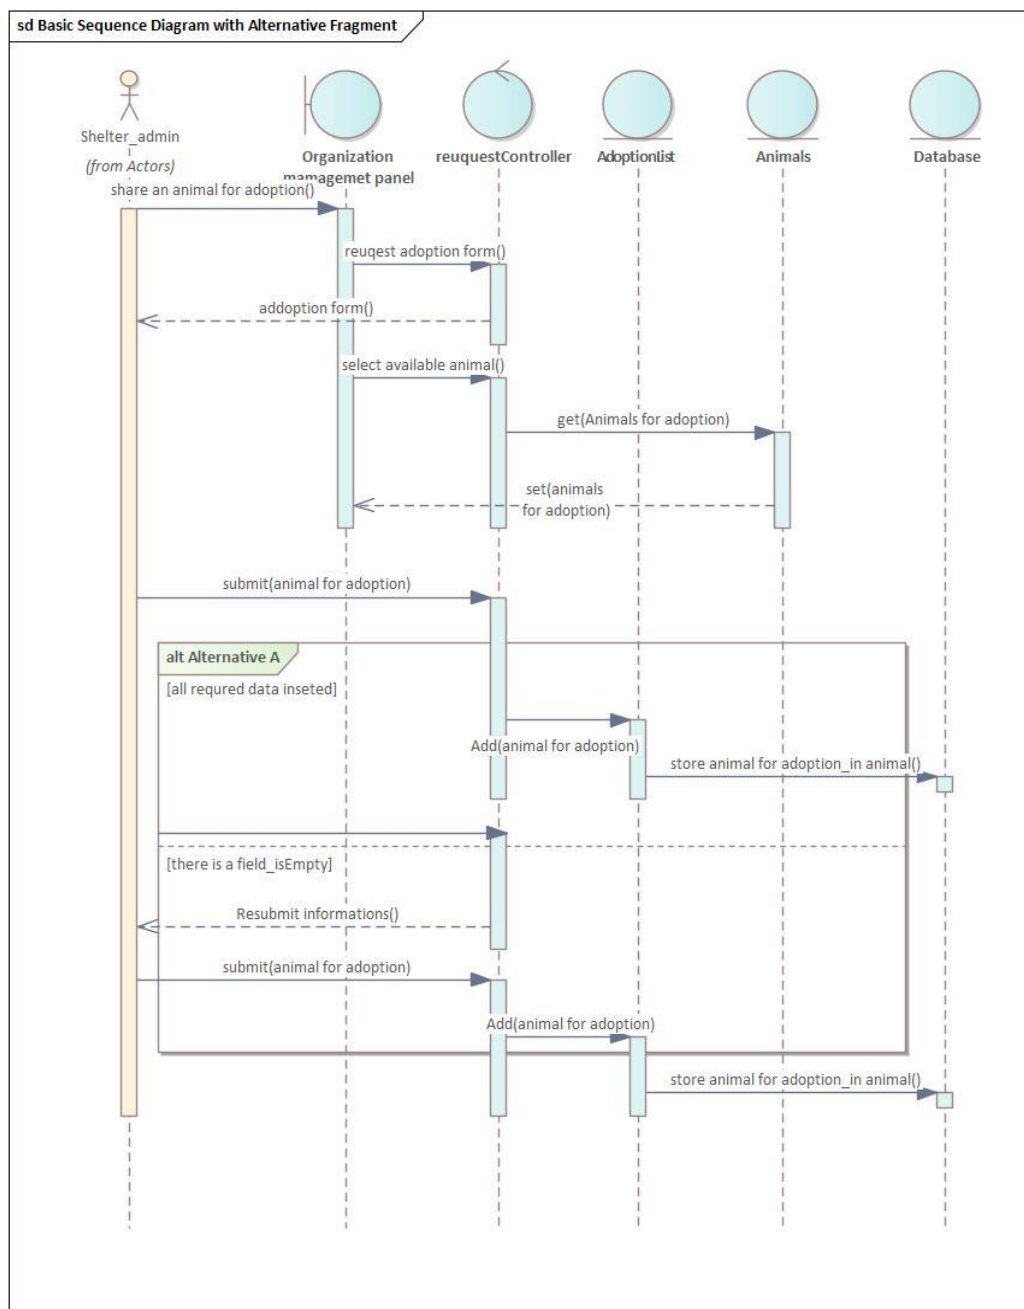 sd Basic Sequence Diagram with Alternative Fragment
Shelter_admin
(from Actors)
Organization
mamagemet panel
reuquestController
AdoptionList
Animals
Database
share an animal for adoption()
reuqest adoption form()
addoption form()
select available animal()
get(Animals for adoption)
set(animals
for adoption)
submit(animal for adoption)
alt Alternative A
[all requred data inseted]
Add(animal for adoption)
store animal for adoption_in animal()
[there is a field_isEmpty]
Resubmit informations()
submit(animal for adoption)
Add(animal for adoption)
store animal for adoption_in animal()